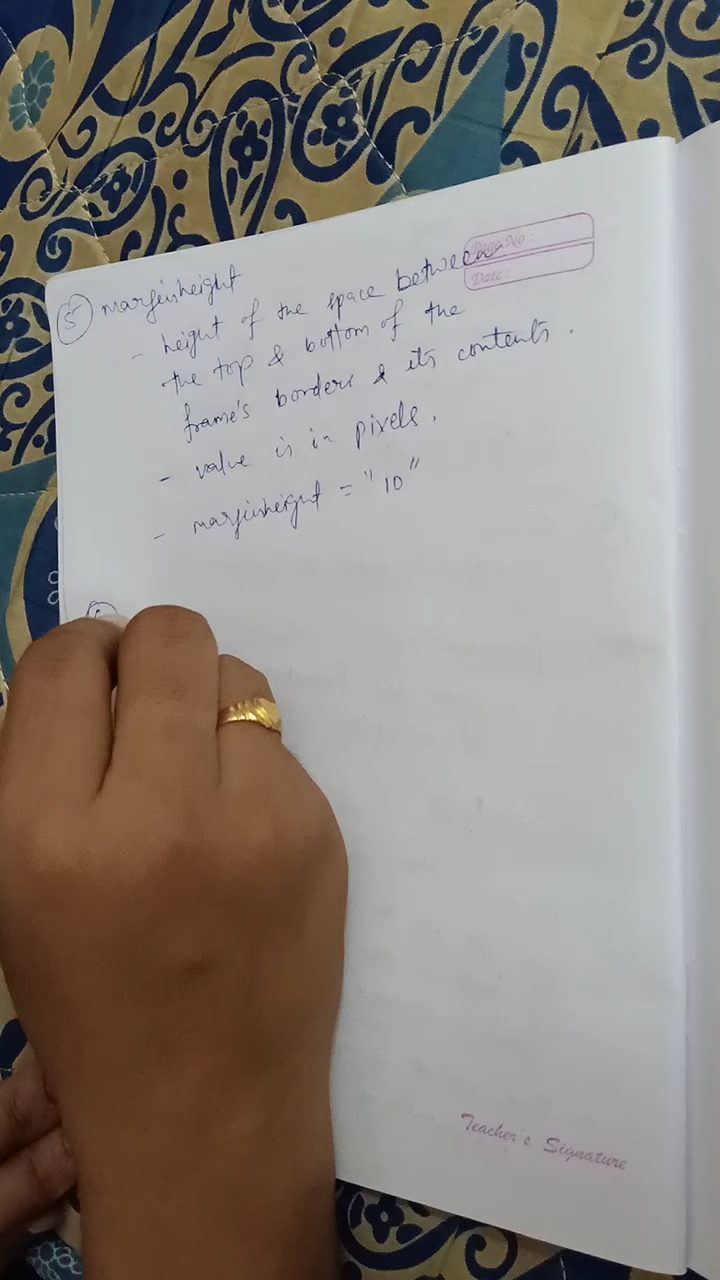 Page No :
Date :
5 marginheight
- height of the space between
the top & bottom of the
frame's borders & its contents.
- value is in pixels.
- marginheight = "10"
Teacher's Signature